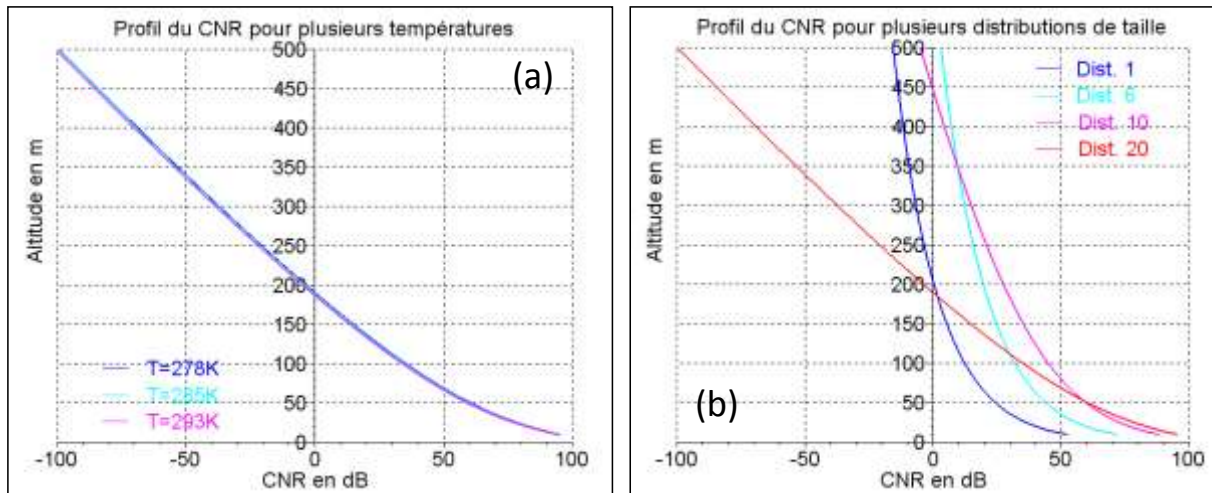 Profil du CNR pour plusieurs températures
500
450
400
350
300
250
200
150
100
50
0
-100
-50
0
50
100
CNR en dB
Altitude en m
(a)
T=278K
T=285K
T=293K
Profil du CNR pour plusieurs distributions de taille
500
450
400
350
300
250
200
150
100
50
0
-100
-50
0
50
100
CNR en dB
Altitude en m
Dist. 1
Dist. 6
Dist. 10
Dist. 20
(b)